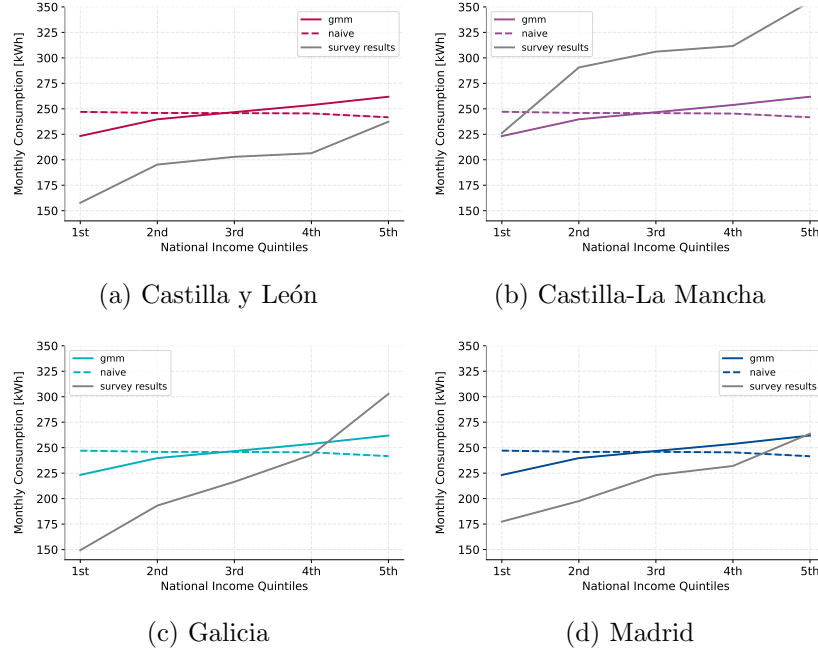 350
325
300
275
250
225
200
175
150
Monthly Consumption [kWh]
gmm
naive
survey results
1st 2nd 3rd 4th 5th
National Income Quintiles
(a) Castilla y León
350
325
300
275
250
225
200
175
150
Monthly Consumption [kWh]
gmm
naive
survey results
1st 2nd 3rd 4th 5th
National Income Quintiles
(b) Castilla-La Mancha
350
325
300
275
250
225
200
175
150
Monthly Consumption [kWh]
gmm
naive
survey results
1st 2nd 3rd 4th 5th
National Income Quintiles
(c) Galicia
350
325
300
275
250
225
200
175
150
Monthly Consumption [kWh]
gmm
naive
survey results
1st 2nd 3rd 4th 5th
National Income Quintiles
(d) Madrid